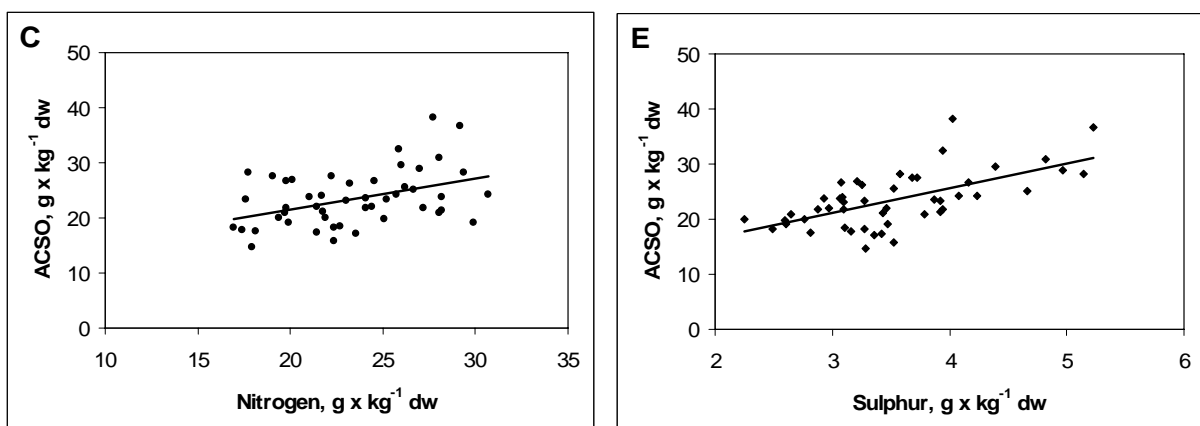 C
50
40
30
20
10
0
ACSO, g x kg⁻¹ dw
10 15 20 25 30 35
Nitrogen, g x kg⁻¹ dw
E
50
40
30
20
10
0
ACSO, g x kg⁻¹ dw
2 3 4 5 6
Sulphur, g x kg⁻¹ dw